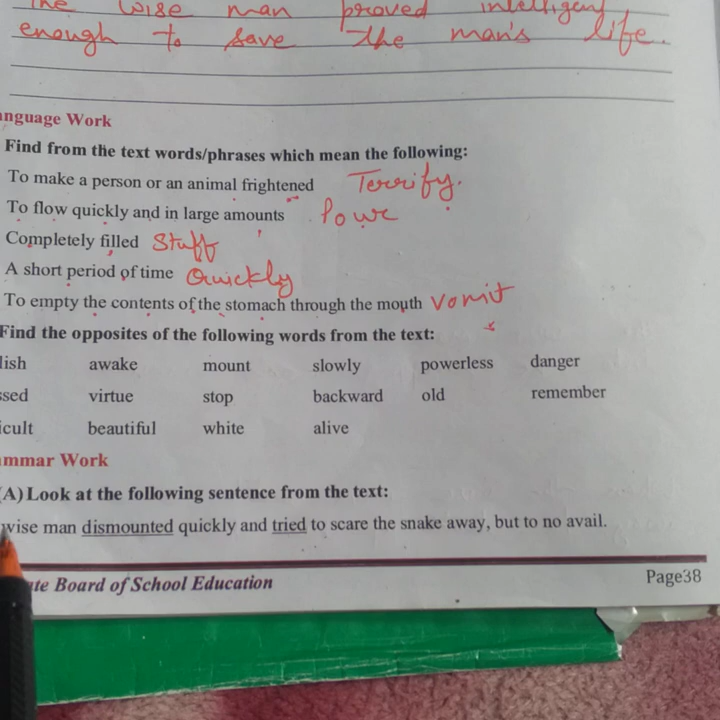 The wise man proved intelligent
enough to save the man's life.
nguage Work
Find from the text words/phrases which mean the following:
To make a person or an animal frightened Terrify.
To flow quickly and in large amounts Pour
Completely filled Stuff
A short period of time Quickly
To empty the contents of the stomach through the mouth vomit
Find the opposites of the following words from the text:
lish awake mount slowly powerless danger
ssed virtue stop backward old remember
icult beautiful white alive
mmar Work
(A) Look at the following sentence from the text:
wise man dismounted quickly and tried to scare the snake away, but to no avail.
te Board of School Education Page38